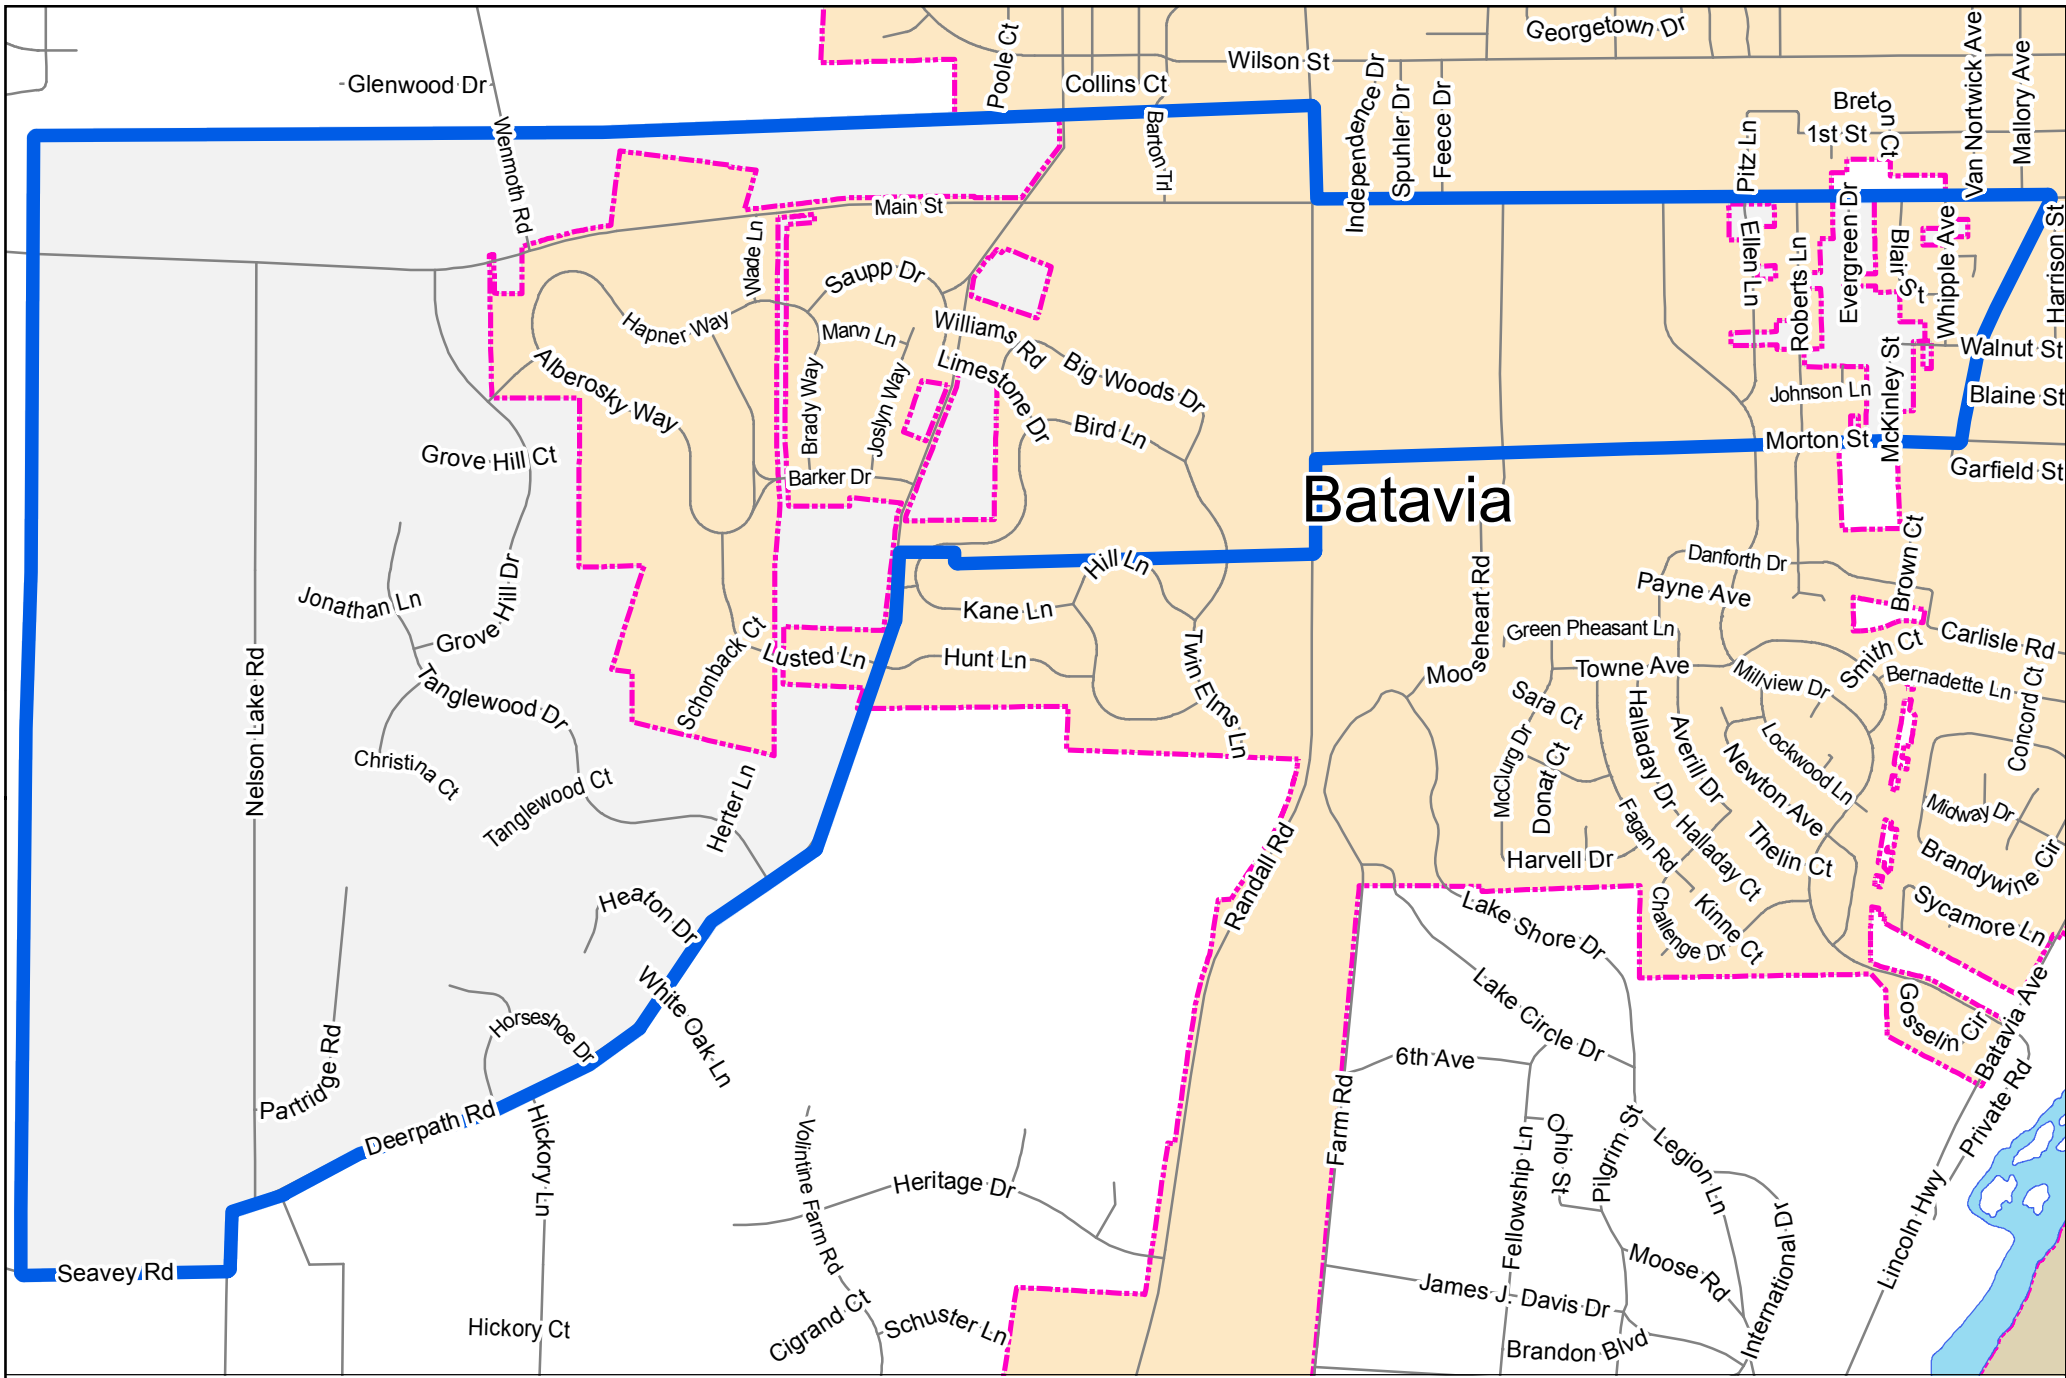 Georgetown Dr
Poole Ct
Wilson St
Glenwood Dr
Collins Ct
Independence Dr
Spuhler Dr
Feece Dr
Van Nortwick Ave
Mallory Ave
Breton Ct
1st St
Pitz Ln
Wenmoth Rd
Barton Trl
Main St
Wade Ln
Ellen Ln
Roberts Ln
Evergreen Dr
Blair St
Whipple Ave
Harrison St
Saupp Dr
Hapner Way
Mann Ln
Williams Rd
Limestone Dr
Big Woods Dr
Alberosky Way
Brady Way
Joslyn Way
Bird Ln
Walnut St
McKinley St
Johnson Ln
Blaine St
Morton St
Garfield St
Grove Hill Ct
Barker Dr
Batavia
Brown Ct
Hill Ln
Danforth Dr
Payne Ave
Mooseheart Rd
Jonathan Ln
Grove Hill Dr
Kane Ln
Green Pheasant Ln
Carlisle Rd
Smith Ct
Schonback Ct
Lusted Ln
Hunt Ln
Twin Elms Ln
Towne Ave
Millview Dr
Bernadette Ln
Concord Ct
Nelson Lake Rd
Tanglewood Dr
Sara Ct
Halladay Dr
Averill Dr
Lockwood Ln
Newton Ave
McClurg Dr
Donat Ct
Christina Ct
Tanglewood Ct
Herter Ln
Midway Dr
Fagan Rd
Halladay Ct
Thelin Ct
Harvell Dr
Brandywine Cir
Randall Rd
Heaton Dr
Lake Shore Dr
Challenge Dr
Kinne Ct
Sycamore Ln
White Oak Ln
Lake Circle Dr
Gosselin Cir
Batavia Ave
Horseshoe Dr
6th Ave
Private Rd
Partridge Rd
Deerpath Rd
Hickory Ln
Farm Rd
Volintine Farm Rd
Heritage Dr
Fellowship Ln
Ohio St
Pilgrim St
Legion Ln
International Dr
Lincoln Hwy
Seavey Rd
Moose Rd
James J. Davis Dr
Hickory Ct
Cigrand Ct
Schuster Ln
Brandon Blvd